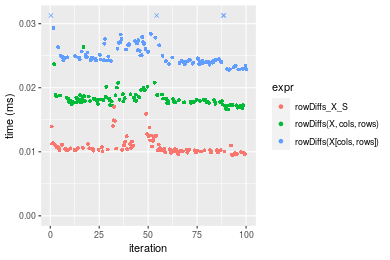 0.03
0.02
0.01
0.00
time (ms)
0
25
50
75
100
iteration
expr
rowDiffs_X_S
rowDiffs(X, cols, rows)
rowDiffs(X[cols, rows])